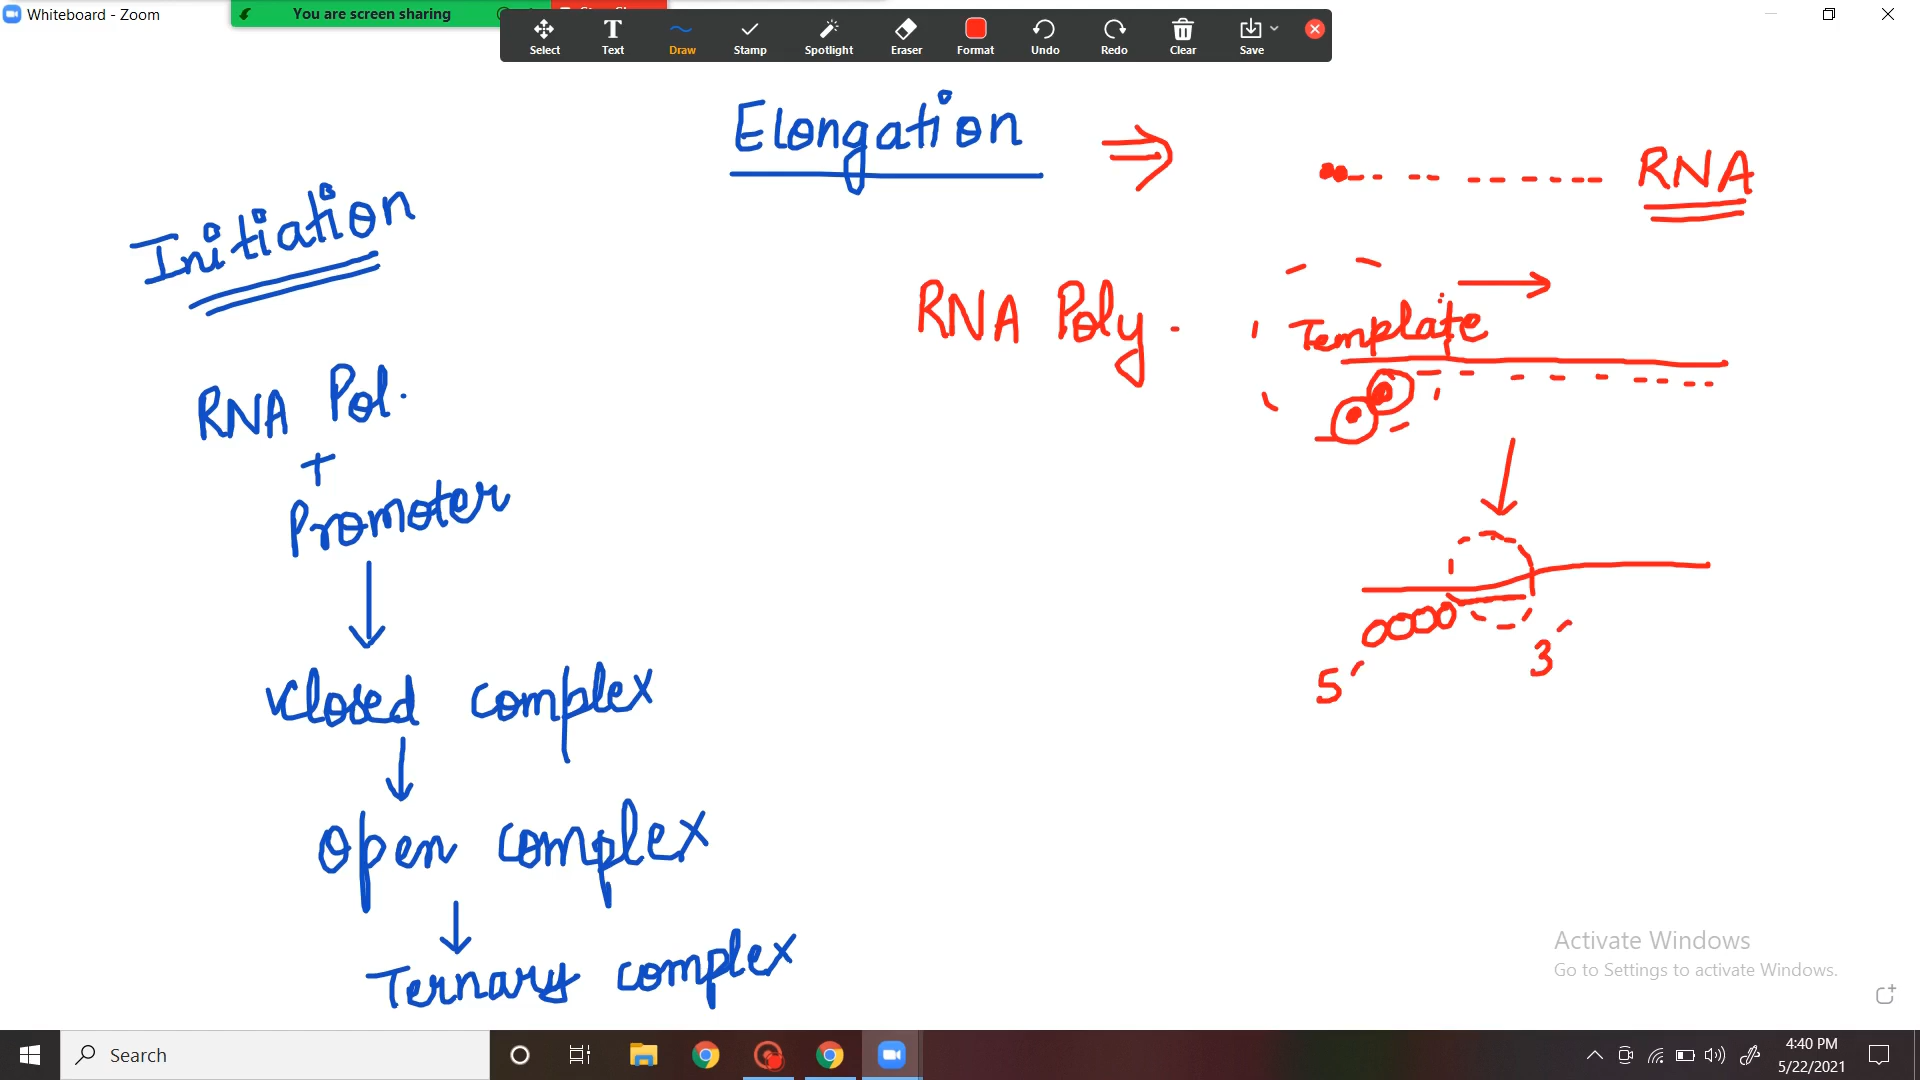 Whiteboard - Zoom
You are screen sharing
Select Text Draw Stamp Spotlight Eraser Format Undo Redo Clear Save
Elongation
RNA
Initiation
RNA Poly.
Template
RNA Pol.
+
Promoter
Closed complex
5' 3'
Open complex
Ternary complex
Activate Windows
Go to Settings to activate Windows.
Search
4:40 PM
5/22/2021